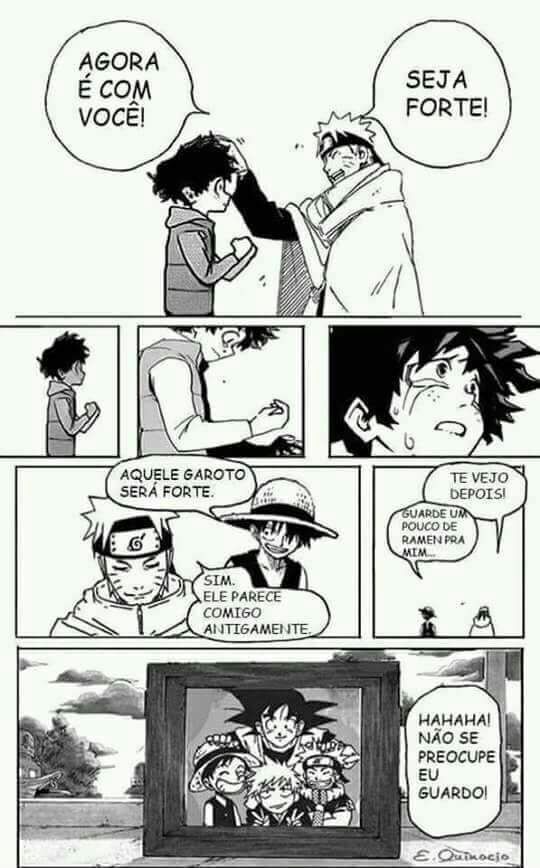 AGORA
É COM
VOCÊ!
SEJA
FORTE!
AQUELE GAROTO
SERÁ FORTE.
SIM.
ELE PARECE
COMIGO
ANTIGAMENTE.
TE VEJO
DEPOIS!
GUARDE UM
POUCO DE
RAMEN PRA
MIM...
HAHAHA!
NÃO SE
PREOCUPE
EU
GUARDO!
E. Quinacio